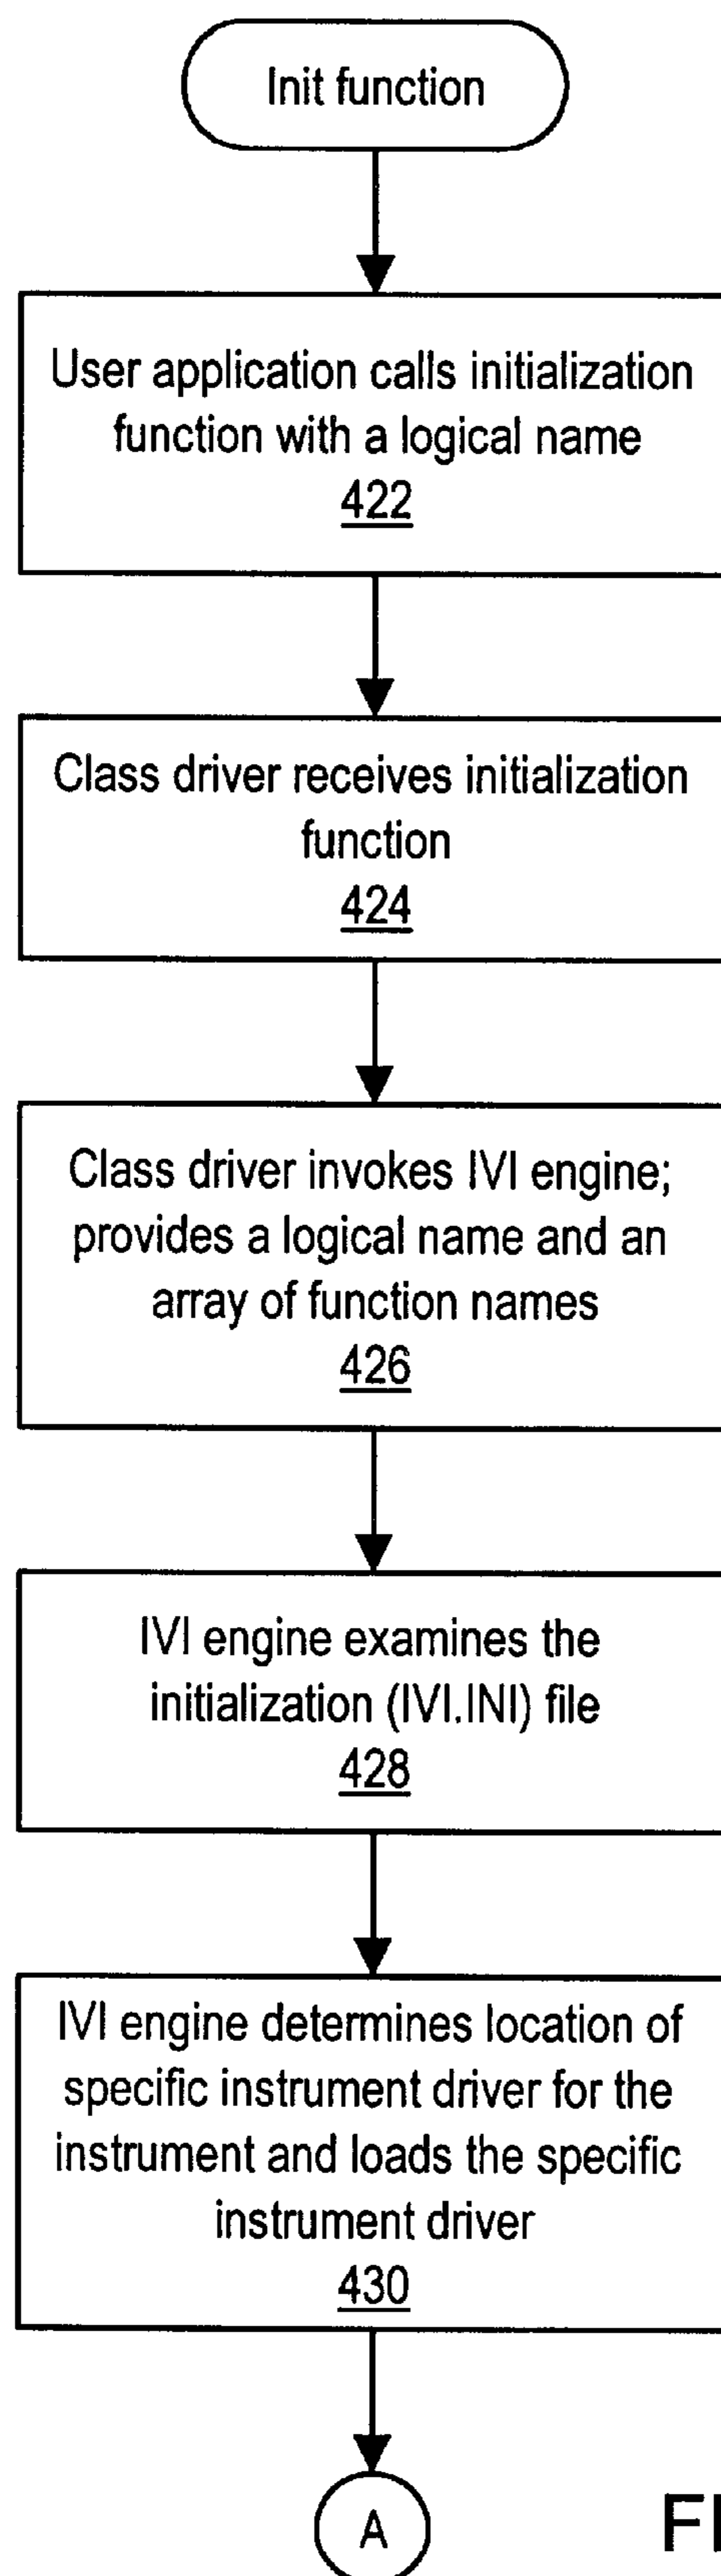 Init function
User application calls initialization
function with a logical name
422
Class driver receives initialization
function
424
Class driver invokes IVI engine;
provides a logical name and an
array of function names
426
IVI engine examines the
initialization (IVI.INI) file
428
IVI engine determines location of
specific instrument driver for the
instrument and loads the specific
instrument driver
430
A